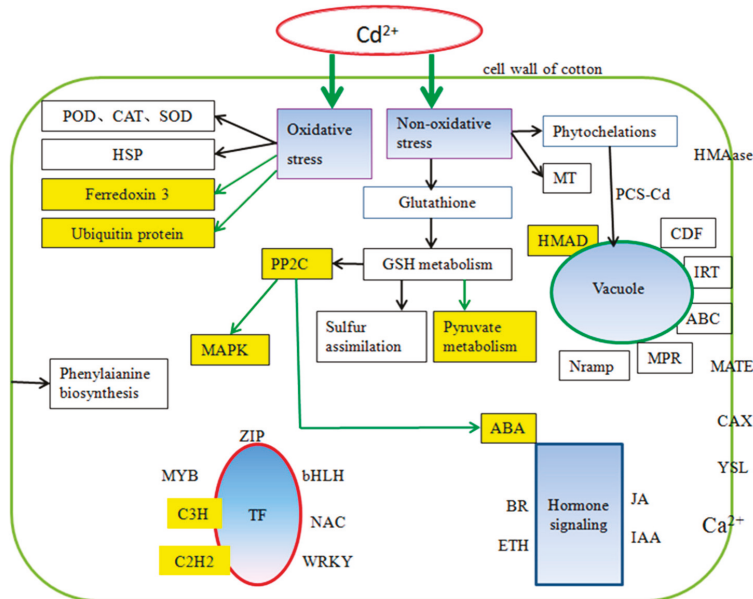 Cd²⁺
cell wall of cotton
POD、CAT、SOD
HSP
Ferredoxin 3
Ubiquitin protein
Oxidative
stress
Non-oxidative
stress
Phytochelations
MT
PCS-Cd
HMAase
Glutathione
GSH metabolism
PP2C
MAPK
Sulfur
assimilation
Pyruvate
metabolism
HMAD
CDF
IRT
ABC
MPR
Nramp
Vacuole
MATE
CAX
YSL
Ca²⁺
Phenylaianine
biosynthesis
ZIP
MYB
bHLH
C3H
TF
NAC
C2H2
WRKY
ABA
BR
ETH
Hormone
signaling
JA
IAA